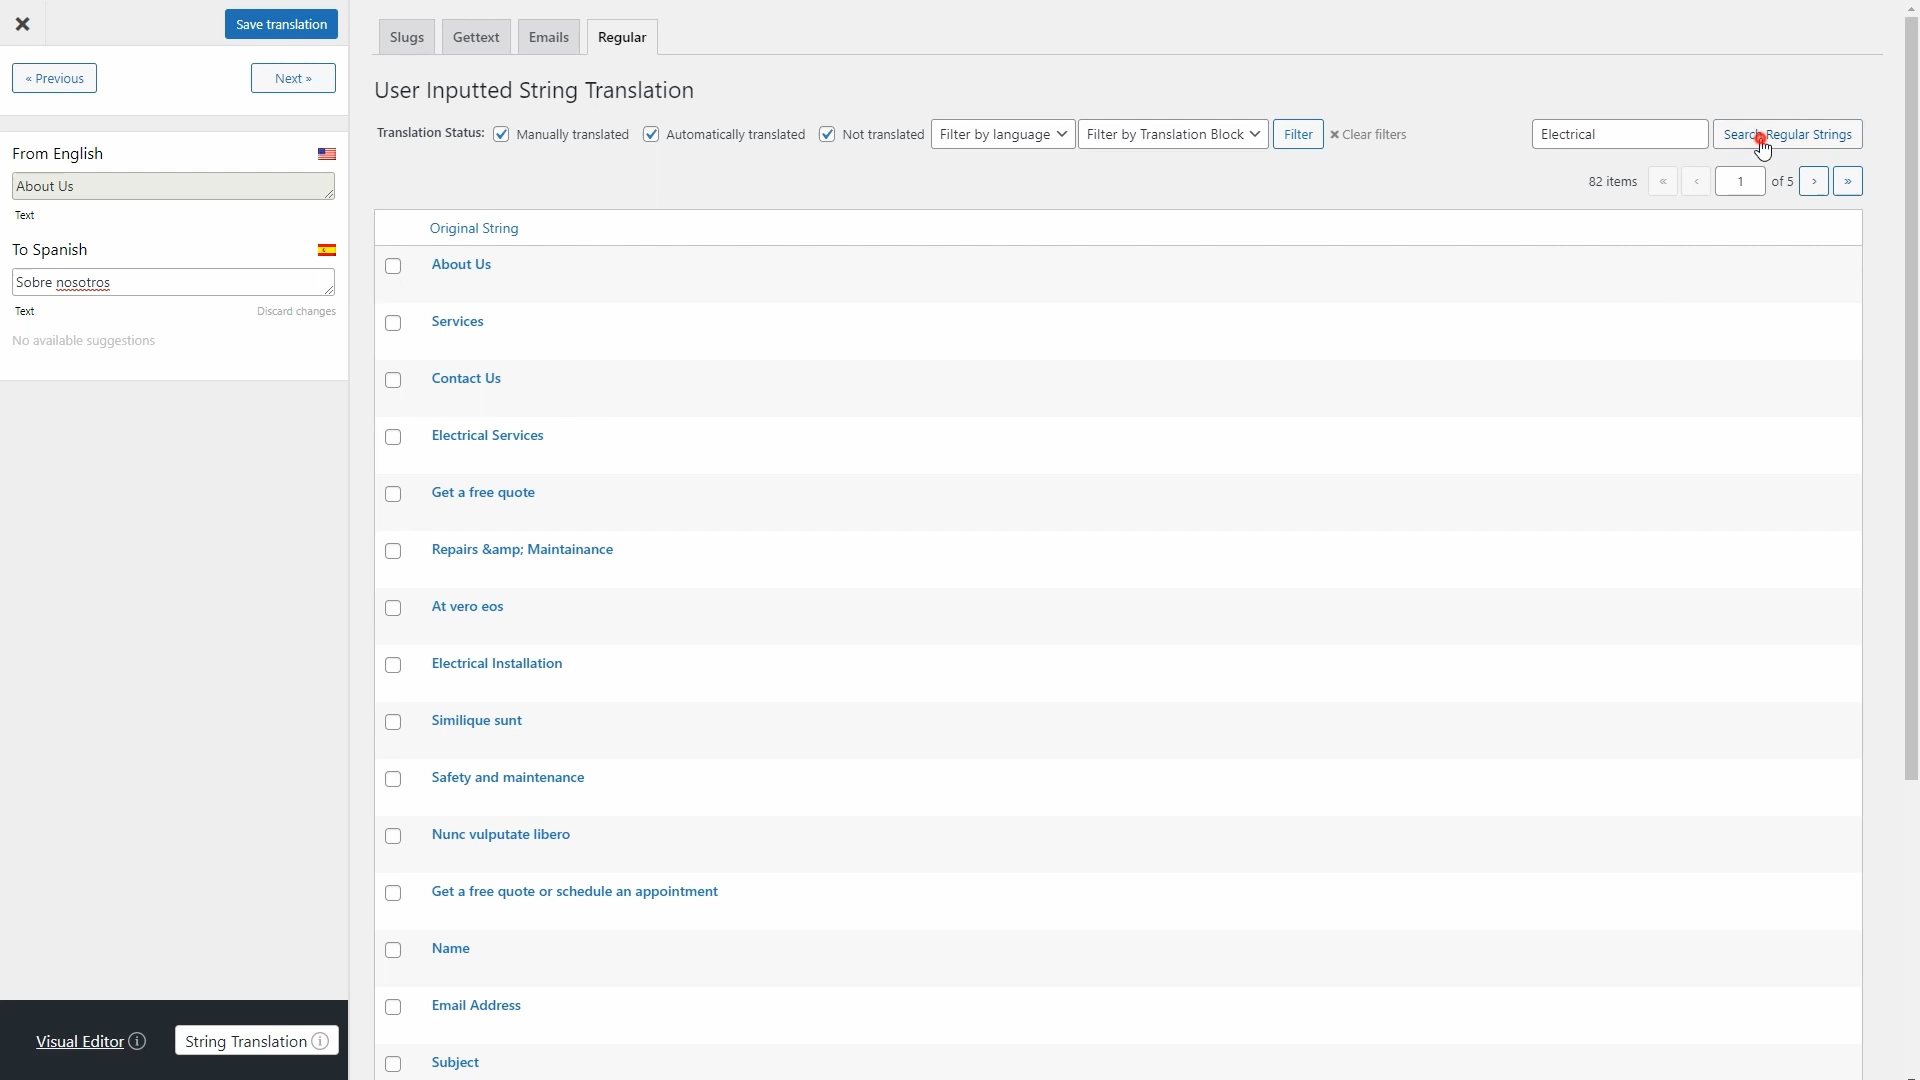 Save translation
« Previous
Next »
From English
About Us
Text
To Spanish
Sobre nosotros
Text
Discard changes
No available suggestions
Visual Editor
String Translation
Slugs
Gettext
Emails
Regular
User Inputted String Translation
Translation Status:
Manually translated
Automatically translated
Not translated
Filter by language
Filter by Translation Block
Filter
Clear filters
Electrical
Search Regular Strings
82 items
«
‹
1
of 5
›
»
Original String
About Us
Services
Contact Us
Electrical Services
Get a free quote
Repairs &amp; Maintainance
At vero eos
Electrical Installation
Similique sunt
Safety and maintenance
Nunc vulputate libero
Get a free quote or schedule an appointment
Name
Email Address
Subject